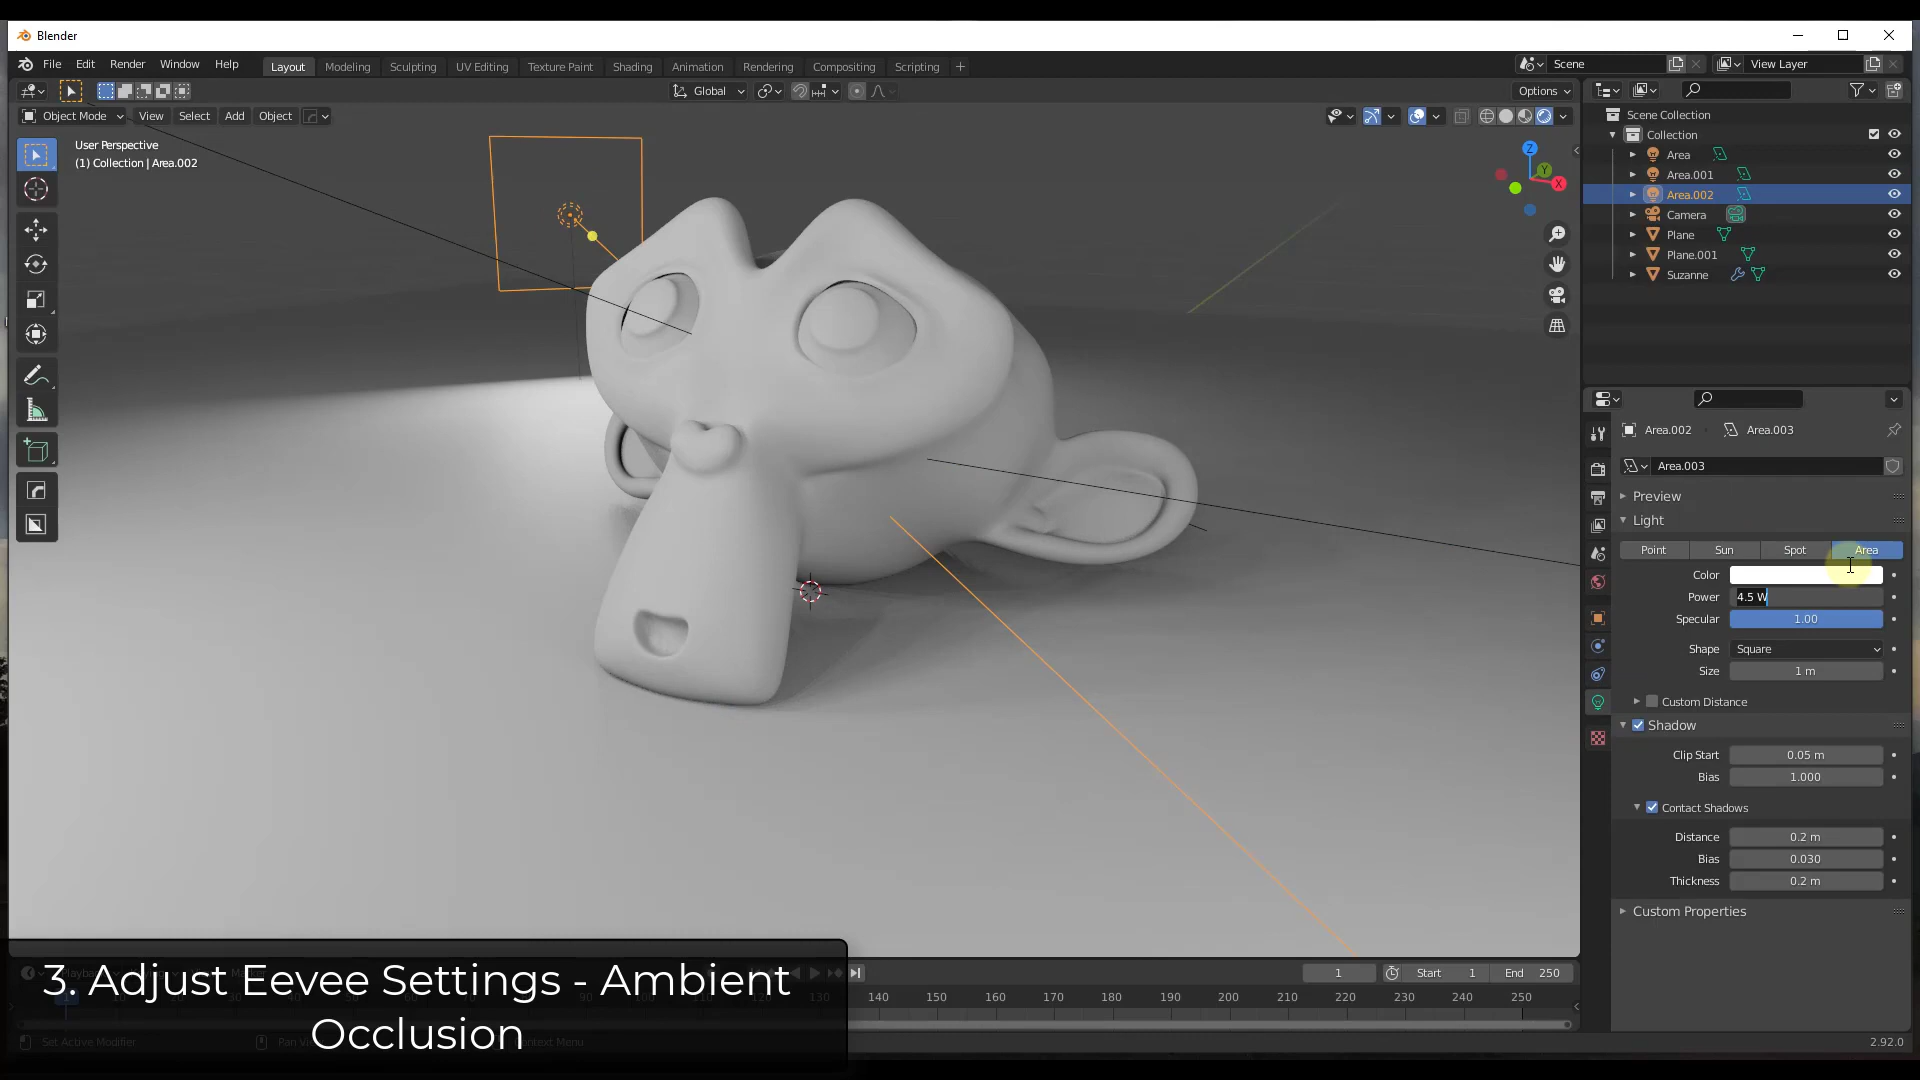 Blender
File Edit Render Window Help
Layout Modeling Sculpting UV Editing Texture Paint Shading Animation Rendering Compositing Scripting +
Scene
View Layer
Global
Options
Object Mode View Select Add Object
User Perspective
(1) Collection | Area.002
Z
Y
X
Scene Collection
Collection
Area
Area.001
Area.002
Camera
Plane
Plane.001
Suzanne
Area.002 Area.003
Area.003
Preview
Light
Point Sun Spot Area
Color
Power 4.5 W
Specular 1.00
Shape Square
Size 1 m
Custom Distance
Shadow
Clip Start 0.05 m
Bias 1.000
Contact Shadows
Distance 0.2 m
Bias 0.030
Thickness 0.2 m
Custom Properties
3. Adjust Eevee Settings - Ambient
Occlusion
1 Start 1 End 250
140 150 160 170 180 190 200 210 220 230 240 250
Set Active Modifier
Context Menu
2.92.0